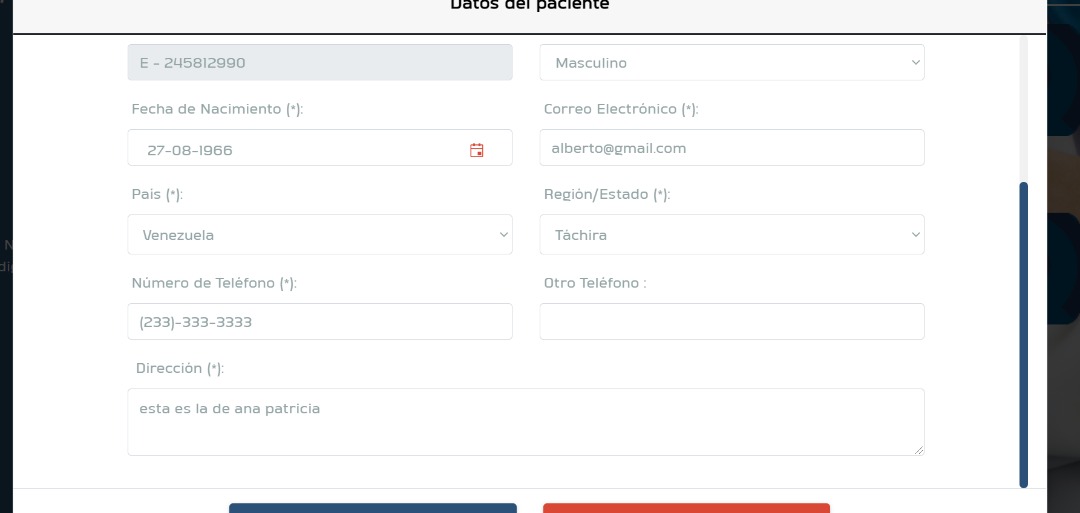 Datos del paciente
E - 245812990
Masculino
Fecha de Nacimiento (*):
Correo Electrónico (*):
27-08-1966
alberto@gmail.com
País (*):
Región/Estado (*):
Venezuela
Táchira
Número de Teléfono (*):
Otro Teléfono :
(233)-333-3333
Dirección (*):
esta es la de ana patricia